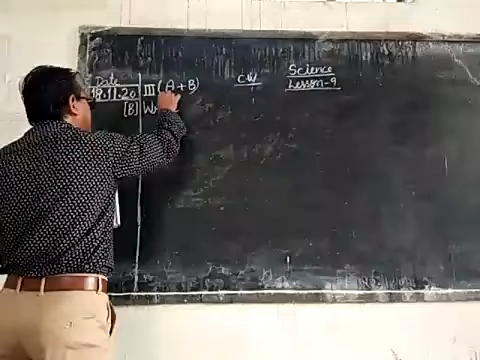 Science
C.W
Lesson-9
Date
18.11.20
III (A+B)
[B]